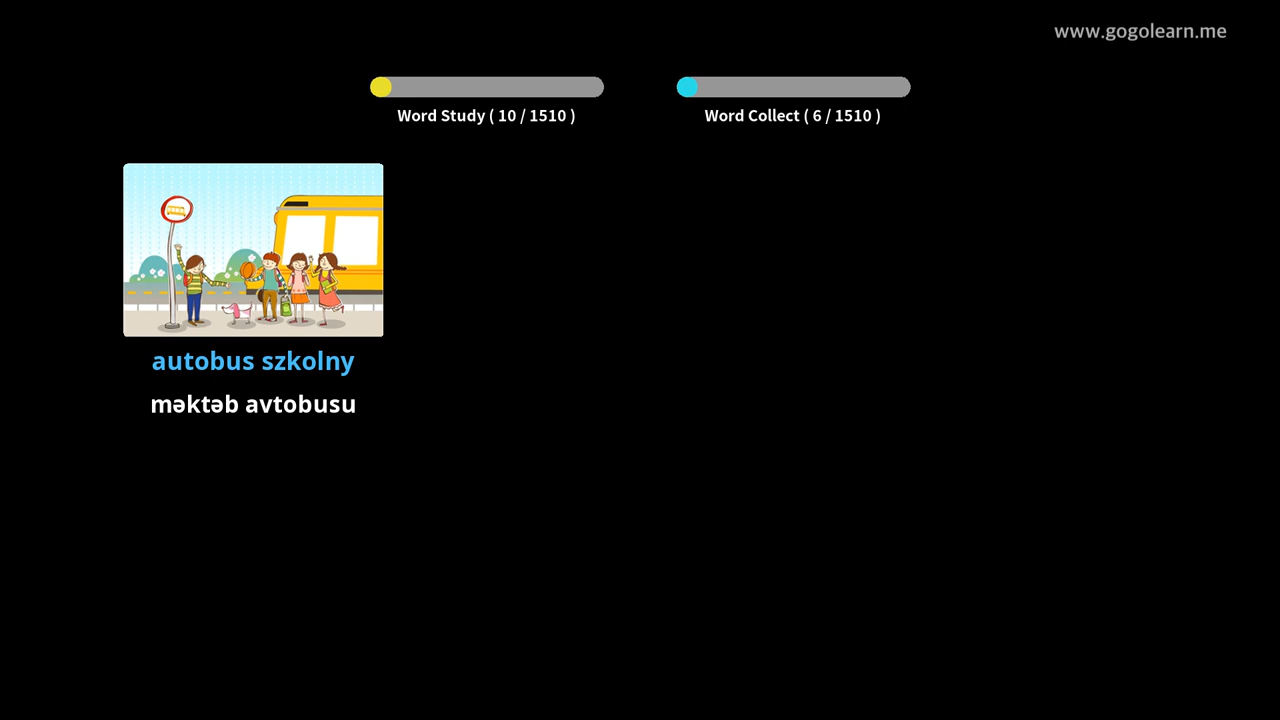 www.gogolearn.me
Word Study ( 10 / 1510 )
Word Collect ( 6 / 1510 )
autobus szkolny
məktəb avtobusu